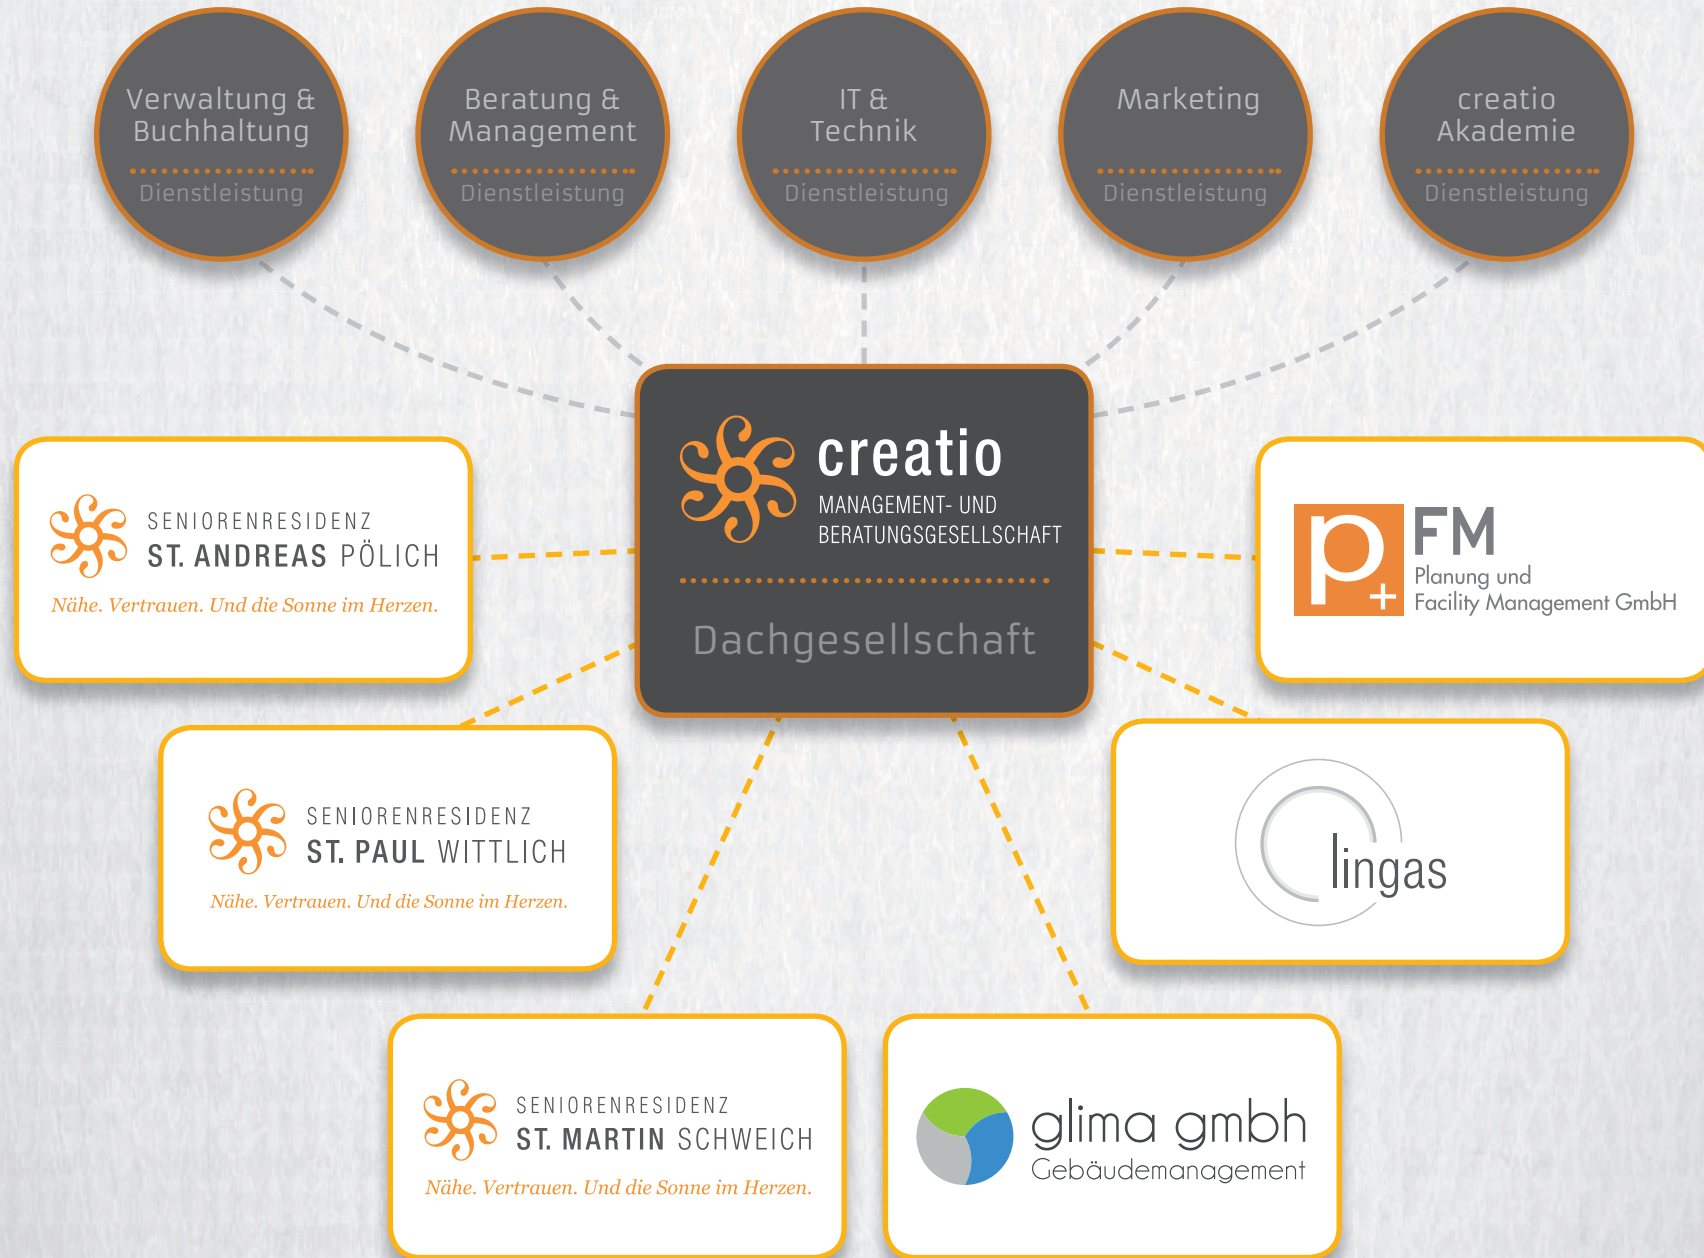 Verwaltung &
Buchhaltung
Dienstleistung
Beratung &
Management
Dienstleistung
IT &
Technik
Dienstleistung
Marketing
Dienstleistung
creatio
Akademie
Dienstleistung
creatio
MANAGEMENT- UND
BERATUNGSGESELLSCHAFT
Dachgesellschaft
SENIORENRESIDENZ
ST. ANDREAS PÖLICH
Nähe. Vertrauen. Und die Sonne im Herzen.
p+ FM
Planung und
Facility Management GmbH
SENIORENRESIDENZ
ST. PAUL WITTLICH
Nähe. Vertrauen. Und die Sonne im Herzen.
lingas
SENIORENRESIDENZ
ST. MARTIN SCHWEICH
Nähe. Vertrauen. Und die Sonne im Herzen.
glima gmbh
Gebäudemanagement